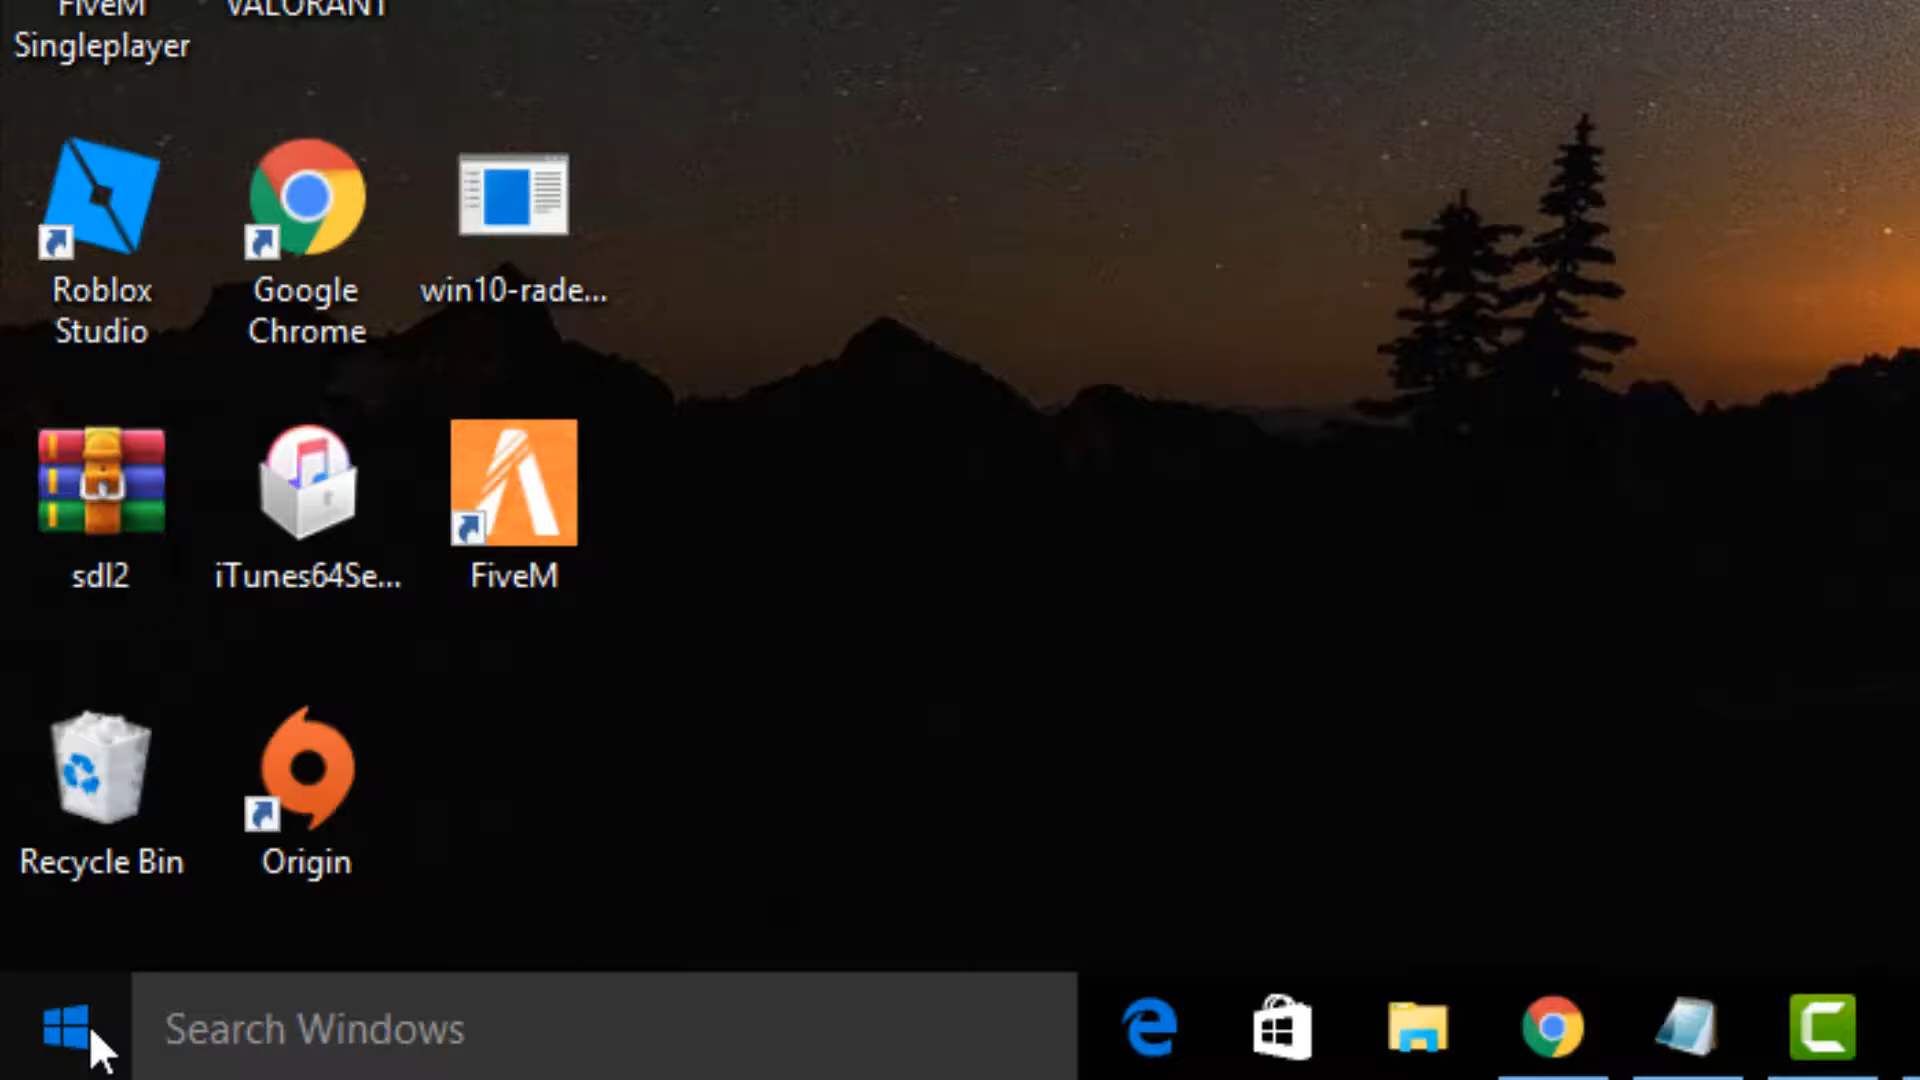 FiveM
Singleplayer
VALORANT
Roblox
Studio
Google
Chrome
win10-rade...
sdl2
iTunes64Se...
FiveM
Recycle Bin
Origin
Search Windows